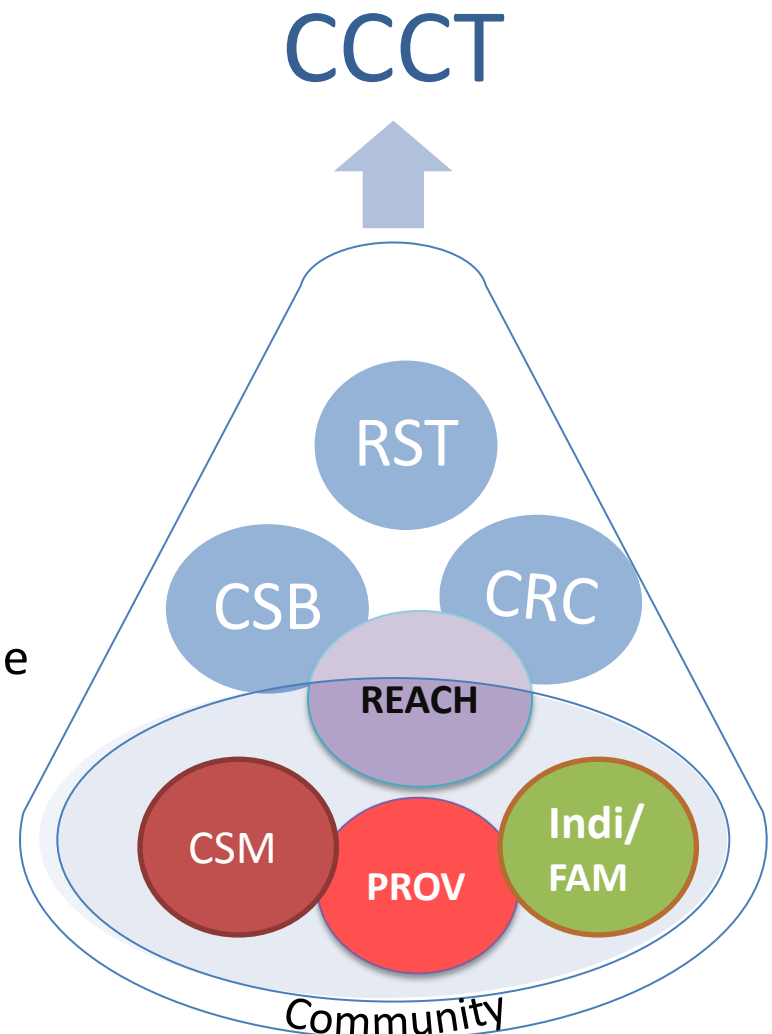 CCCT
RST
CSB
CRC
e
REACH
CSM
PROV
Indi/
FAM
Community